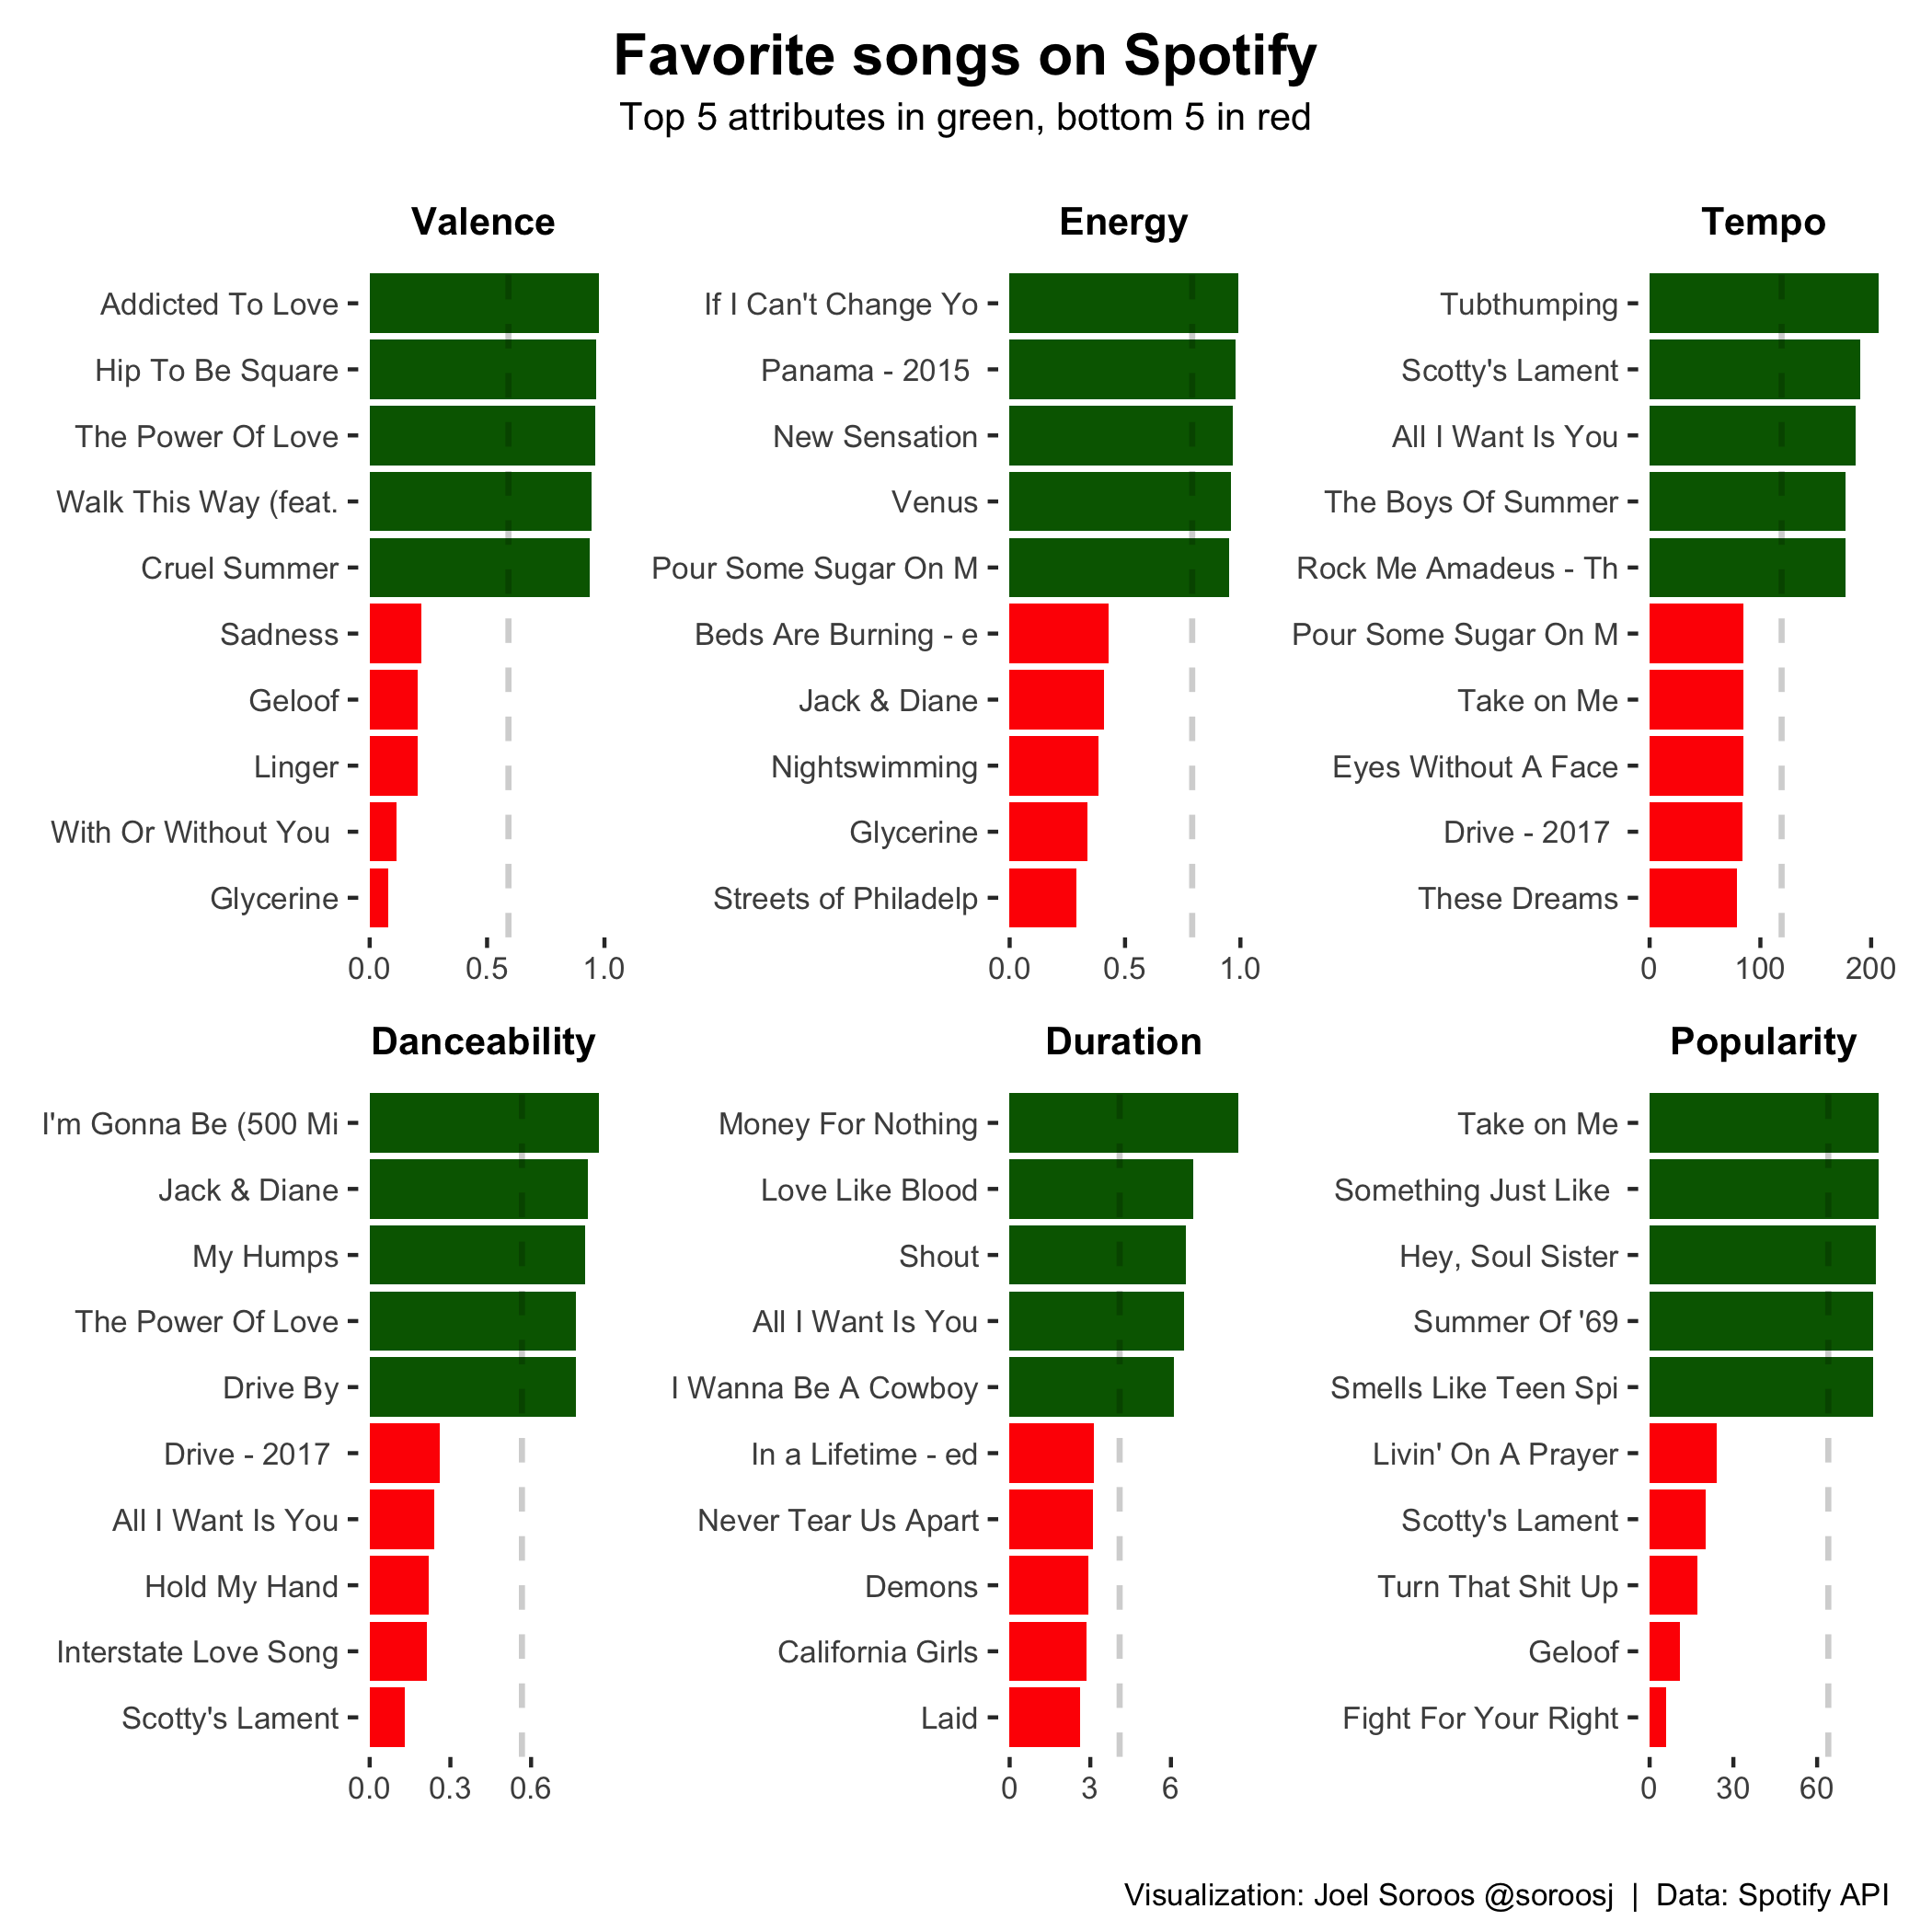 Favorite songs on Spotify
Top 5 attributes in green, bottom 5 in red
Valence
Addicted To Love
Hip To Be Square
The Power Of Love
Walk This Way (feat.
Cruel Summer
Sadness
Geloof
Linger
With Or Without You
Glycerine
0.0 0.5 1.0
Energy
If I Can't Change Yo
Panama - 2015
New Sensation
Venus
Pour Some Sugar On M
Beds Are Burning - e
Jack & Diane
Nightswimming
Glycerine
Streets of Philadelp
0.0 0.5 1.0
Tempo
Tubthumping
Scotty's Lament
All I Want Is You
The Boys Of Summer
Rock Me Amadeus - Th
Pour Some Sugar On M
Take on Me
Eyes Without A Face
Drive - 2017
These Dreams
0 100 200
Danceability
I'm Gonna Be (500 Mi
Jack & Diane
My Humps
The Power Of Love
Drive By
Drive - 2017
All I Want Is You
Hold My Hand
Interstate Love Song
Scotty's Lament
0.0 0.3 0.6
Duration
Money For Nothing
Love Like Blood
Shout
All I Want Is You
I Wanna Be A Cowboy
In a Lifetime - ed
Never Tear Us Apart
Demons
California Girls
Laid
0 3 6
Popularity
Take on Me
Something Just Like
Hey, Soul Sister
Summer Of '69
Smells Like Teen Spi
Livin' On A Prayer
Scotty's Lament
Turn That Shit Up
Geloof
Fight For Your Right
0 30 60
Visualization: Joel Soroos @soroosj | Data: Spotify API